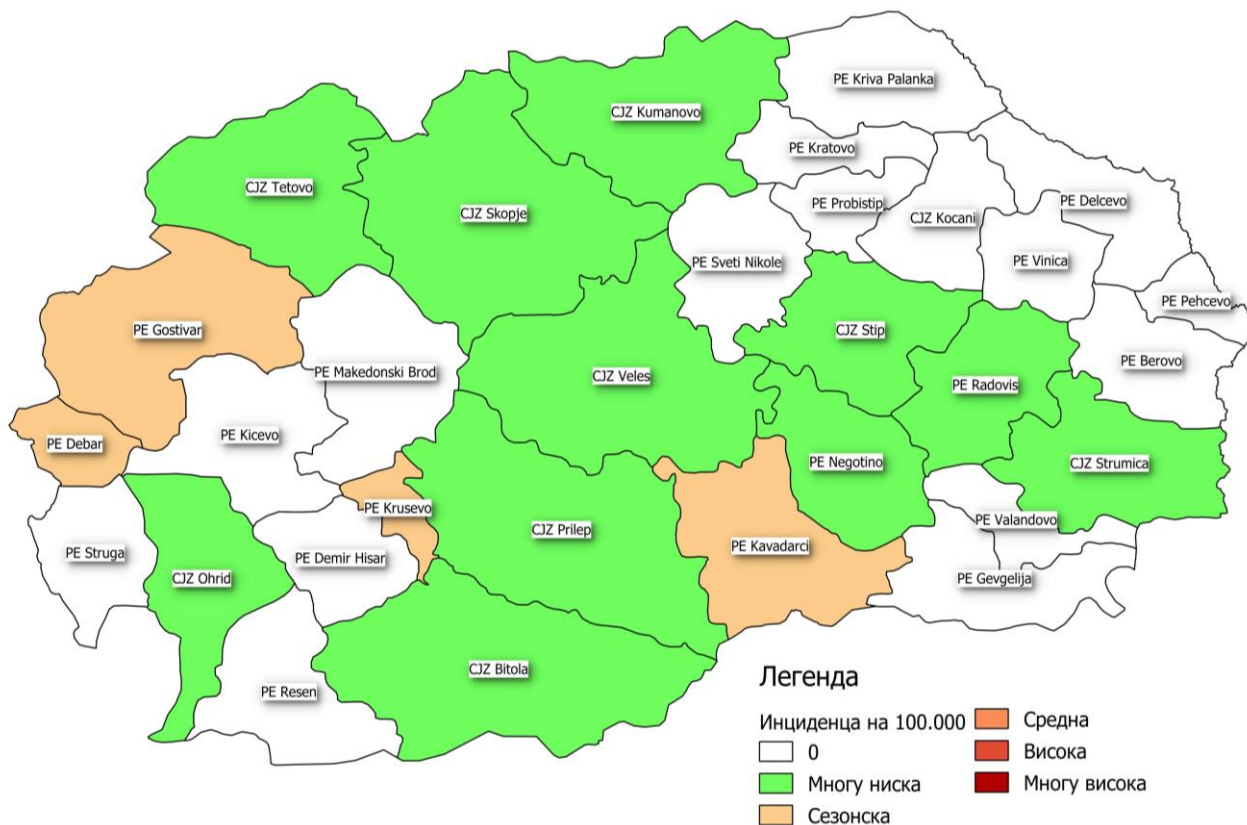 PE Kriva Palanka
CJZ Kumanovo
PE Kratovo
CJZ Tetovo
PE Probistip
PE Delcevo
CJZ Skopje
CJZ Kocani
PE Sveti Nikole
PE Vinica
PE Pehcevo
PE Gostivar
CJZ Stip
PE Berovo
PE Makedonski Brod
CJZ Veles
PE Radovis
PE Kicevo
PE Debar
PE Negotino
CJZ Strumica
PE Krusevo
PE Valandovo
CJZ Prilep
PE Kavadarci
PE Struga
PE Demir Hisar
CJZ Ohrid
PE Gevgelija
CJZ Bitola
PE Resen
Легенда
Инциденца на 100.000
0
Многу ниска
Сезонска
Средна
Висока
Многу висока